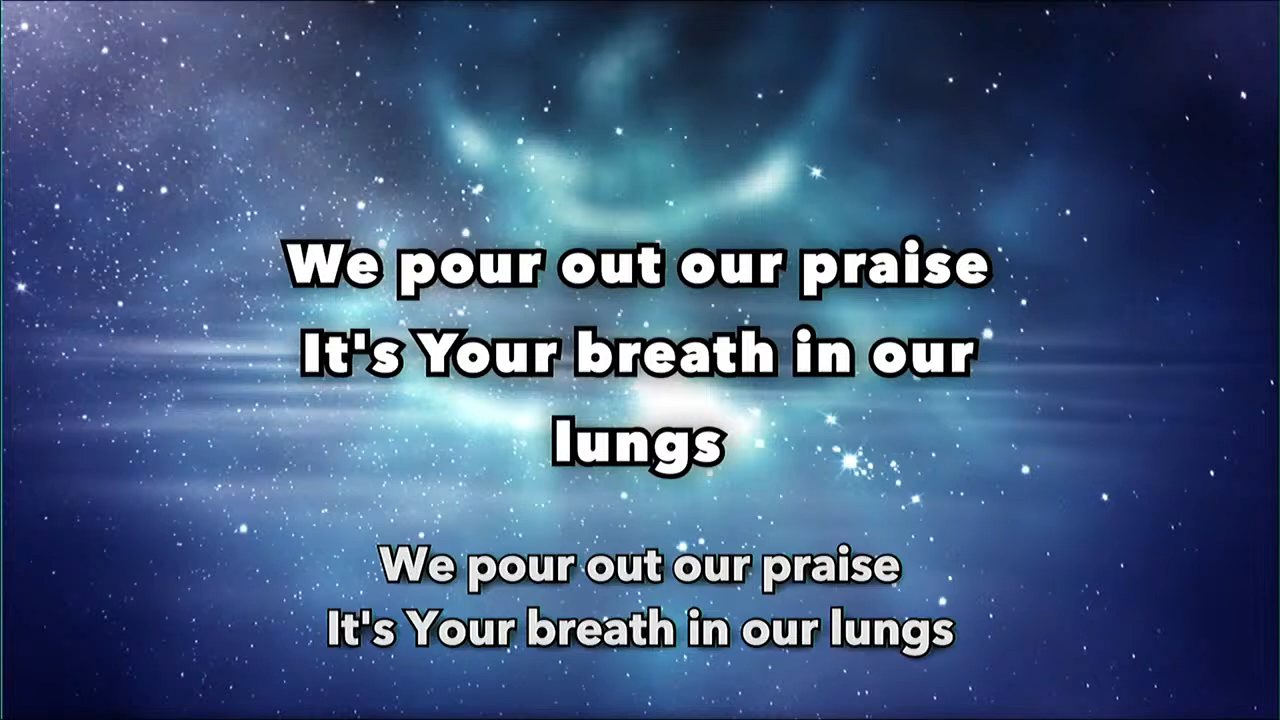 We pour out our praise
It's Your breath in our
lungs
We pour out our praise
It's Your breath in our lungs